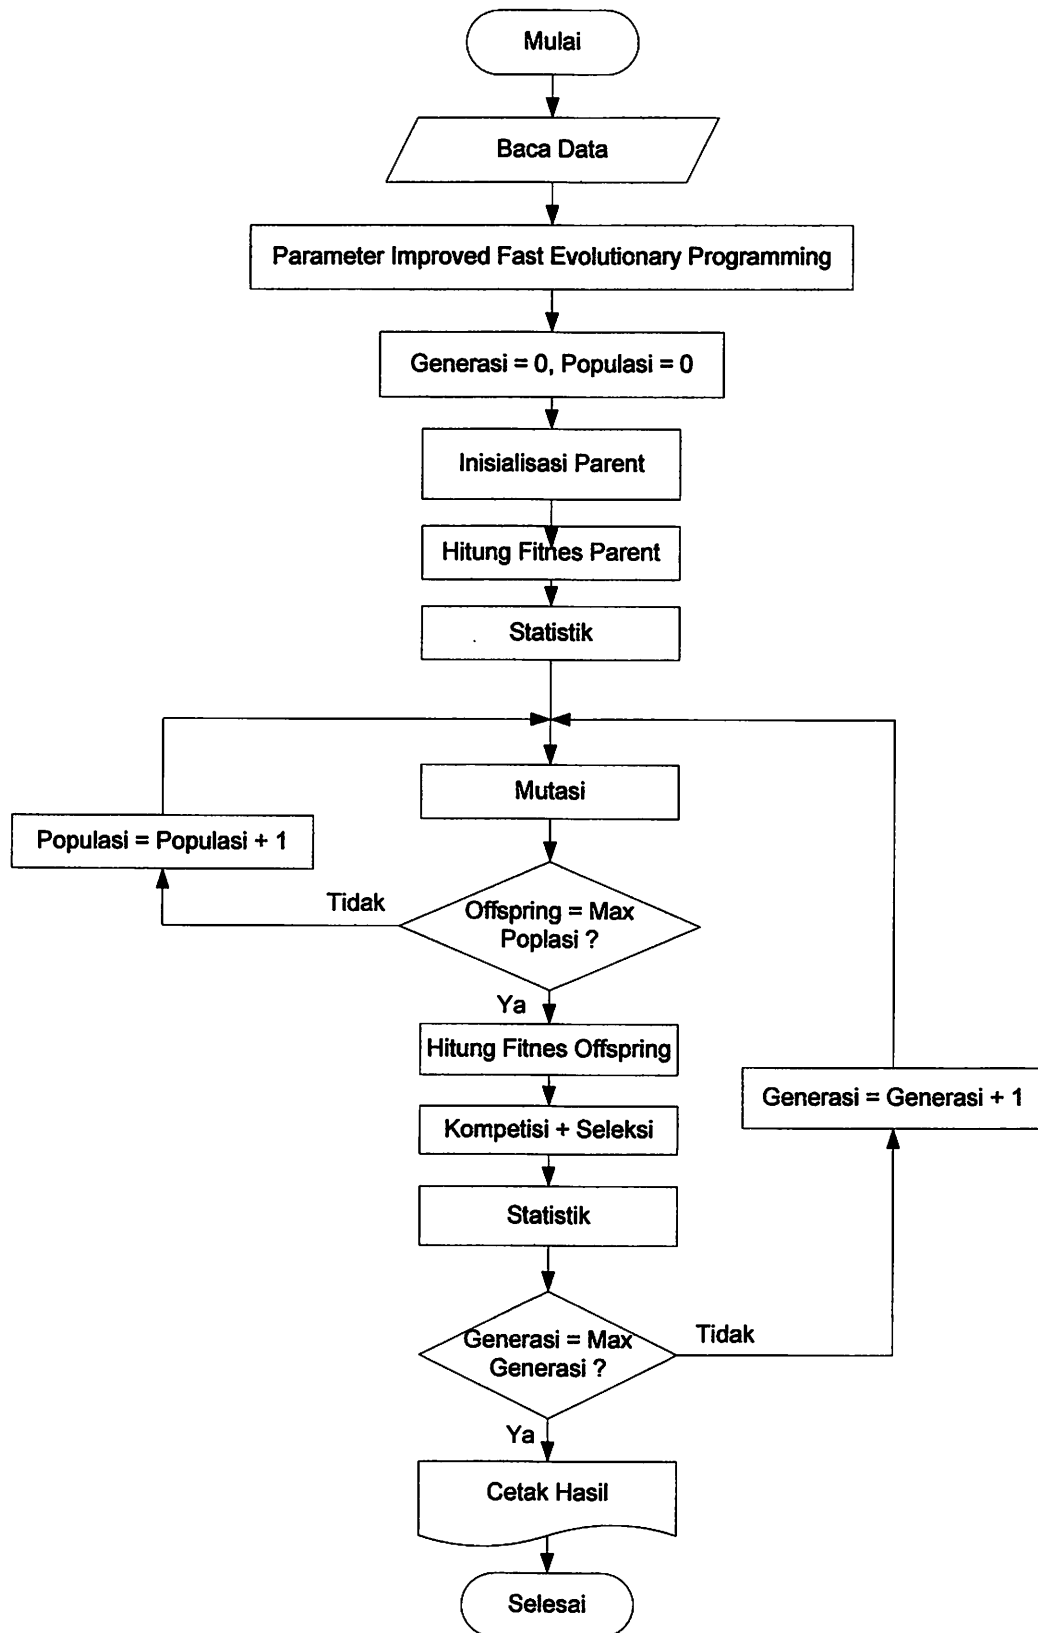 Mulai
Baca Data
Parameter Improved Fast Evolutionary Programming
Generasi = 0, Populasi = 0
Inisialisasi Parent
Hitung Fitnes Parent
Statistik
Mutasi
Populasi = Populasi + 1
Tidak
Offspring = Max
Poplasi ?
Ya
Hitung Fitnes Offspring
Generasi = Generasi + 1
Kompetisi + Seleksi
Statistik
Generasi = Max
Generasi ?
Tidak
Ya
Cetak Hasil
Selesai